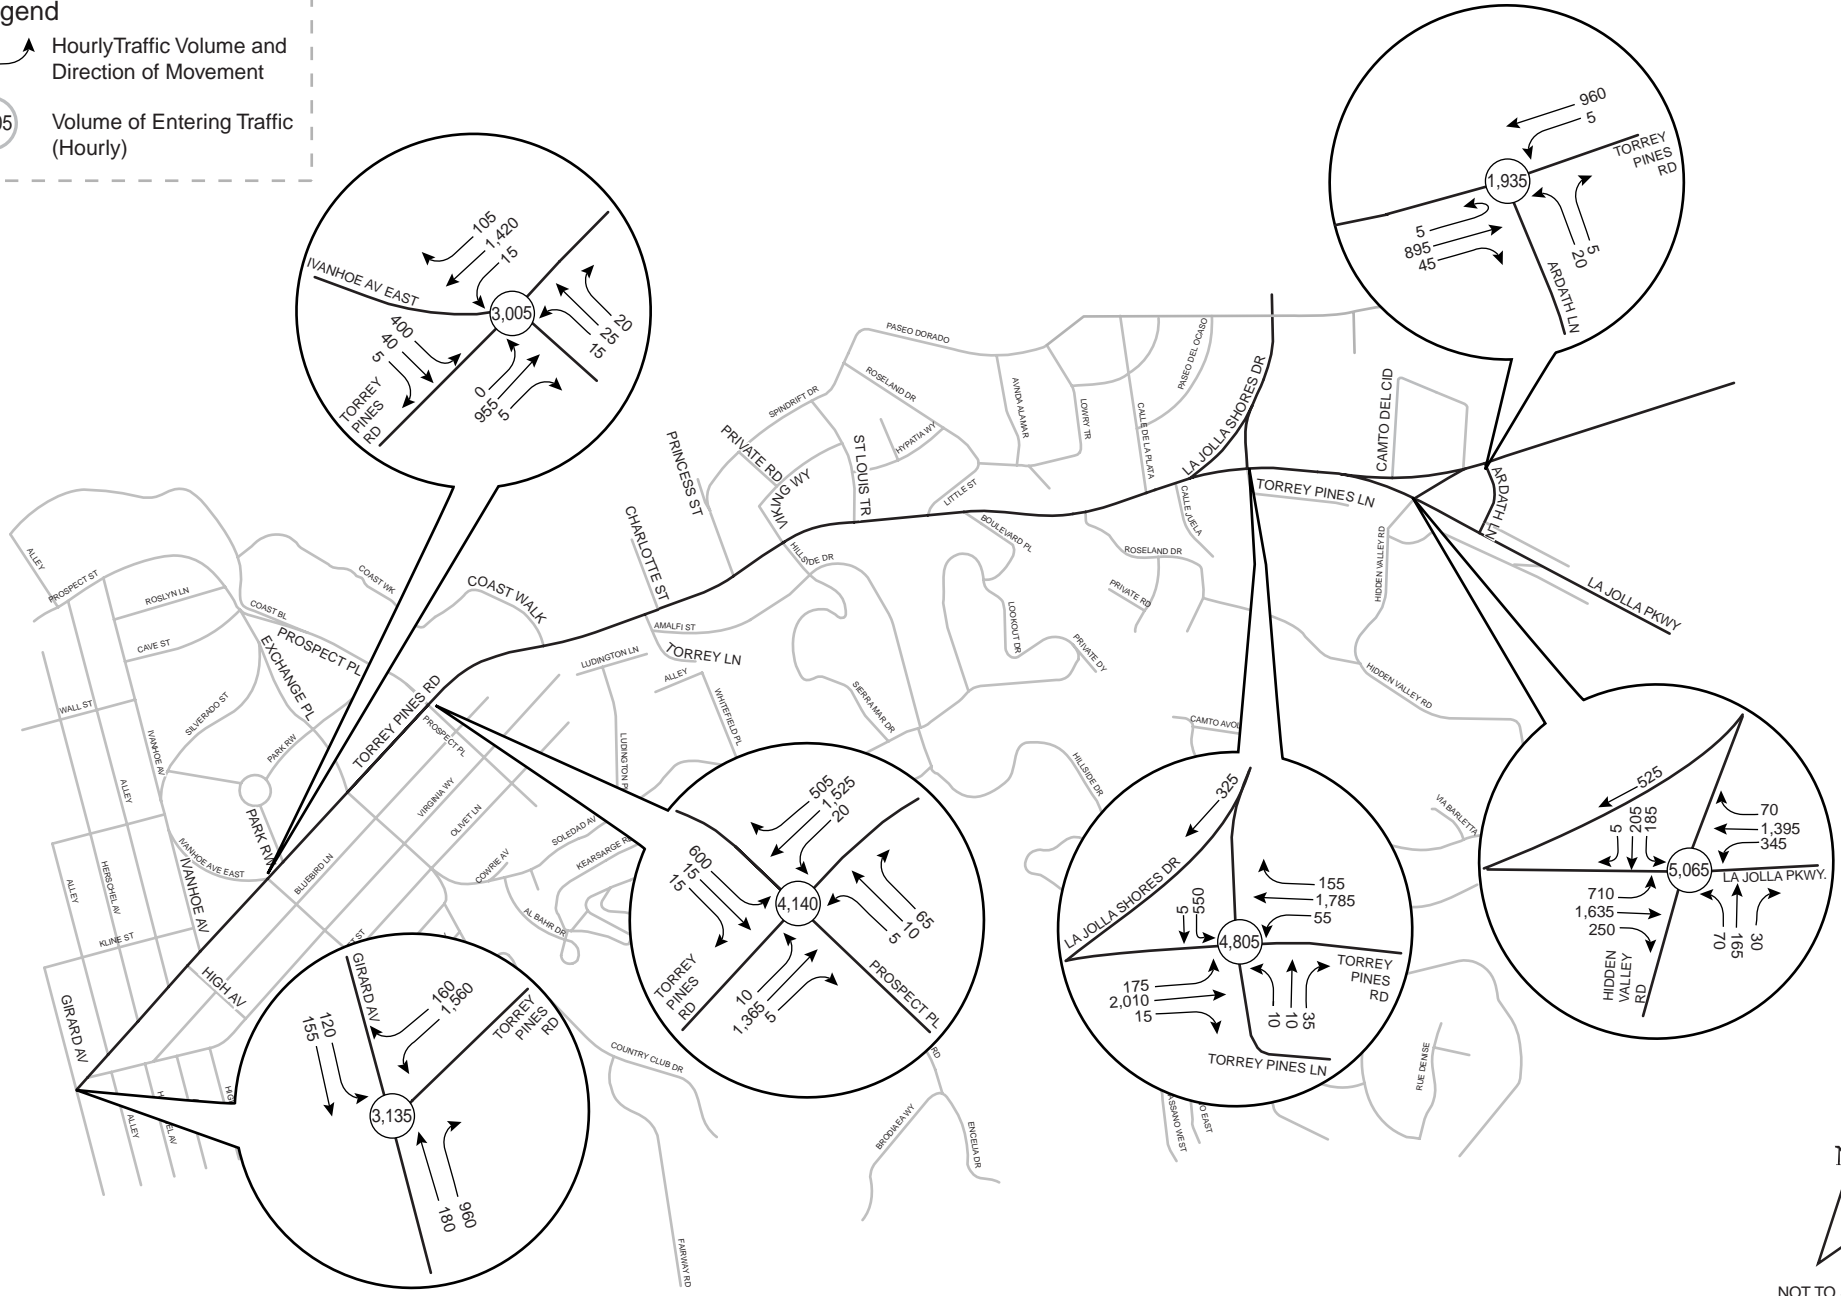 gend
HourlyTraffic Volume and
Direction of Movement
Volume of Entering Traffic
(Hourly)
105
1,420
15
IVANHOE AV EAST
3,005
400
40
5
20
25
15
0
955
5
TORREY
PINES
RD
960
5
TORREY
PINES
RD
1,935
5
895
45
5
20
ARDATH LN
PASEO DORADO
PASEO DEL OCASO
ROSELAND DR
SPINDRIFT DR
HYPATIA WY
AVNDA ALAMAR
LOWRY TR
CALLE DE LA PLATA
LA JOLLA SHORES DR
CAMTO DEL CID
PRINCESS ST
PRIVATE RD
VIKING WY
ST LOUIS TR
LITTLE ST
CALLE JUELA
TORREY PINES LN
ARDATH LN
BOULEVARD PL
ROSELAND DR
HIDDEN VALLEY RD
LA JOLLA PKWY
CHARLOTTE ST
HILLSIDE DR
COAST WALK
PRIVATE RD
LOOKOUT DR
PRIVATE DY
AMALFI ST
TORREY LN
LUDINGTON LN
ALLEY
WHITEFIELD PL
SIERRA MAR DR
HIDDEN VALLEY RD
CAMTO AVOL
HILLSIDE DR
VIA BARLETTA
ALLEY
PROSPECT ST
ROSLYN LN
COAST WK
COAST BL
PROSPECT PL
CAVE ST
EXCHANGE PL
SILVERADO ST
PARK RW
WALL ST
IVANHOE AV
ALLEY
TORREY PINES RD
PROSPECT PL
VIRGINIA WY
OLIVET LN
BLUEBIRD LN
PARK RW
IVANHOE AVE EAST
IVANHOE AV
SOLEDAD AV
KEARSARGE R
COWRIE AV
AL BAHR DR
ALLEY
HERSCHEL AV
KLINE ST
HIGH AV
GIRARD AV
ALLEY
COUNTRY CLUB DR
FAIRWAY RD
BRODIAEA WY
ENCELIA DR
RD
RUE DENISE
ASSANO WEST
O EAST
505
1,525
20
600
15
15
4,140
65
10
5
10
1,365
5
TORREY
PINES
RD
PROSPECT PL
GIRARD AV
160
1,560
TORREY
PINES
RD
120
155
3,135
960
180
325
LA JOLLA SHORES DR
5
550
155
1,785
55
4,805
175
2,010
15
10
10
35
TORREY
PINES
RD
TORREY PINES LN
525
5
205
185
70
1,395
345
5,065
LA JOLLA PKWY.
710
1,635
250
70
165
30
HIDDEN
VALLEY
RD
NOT TO